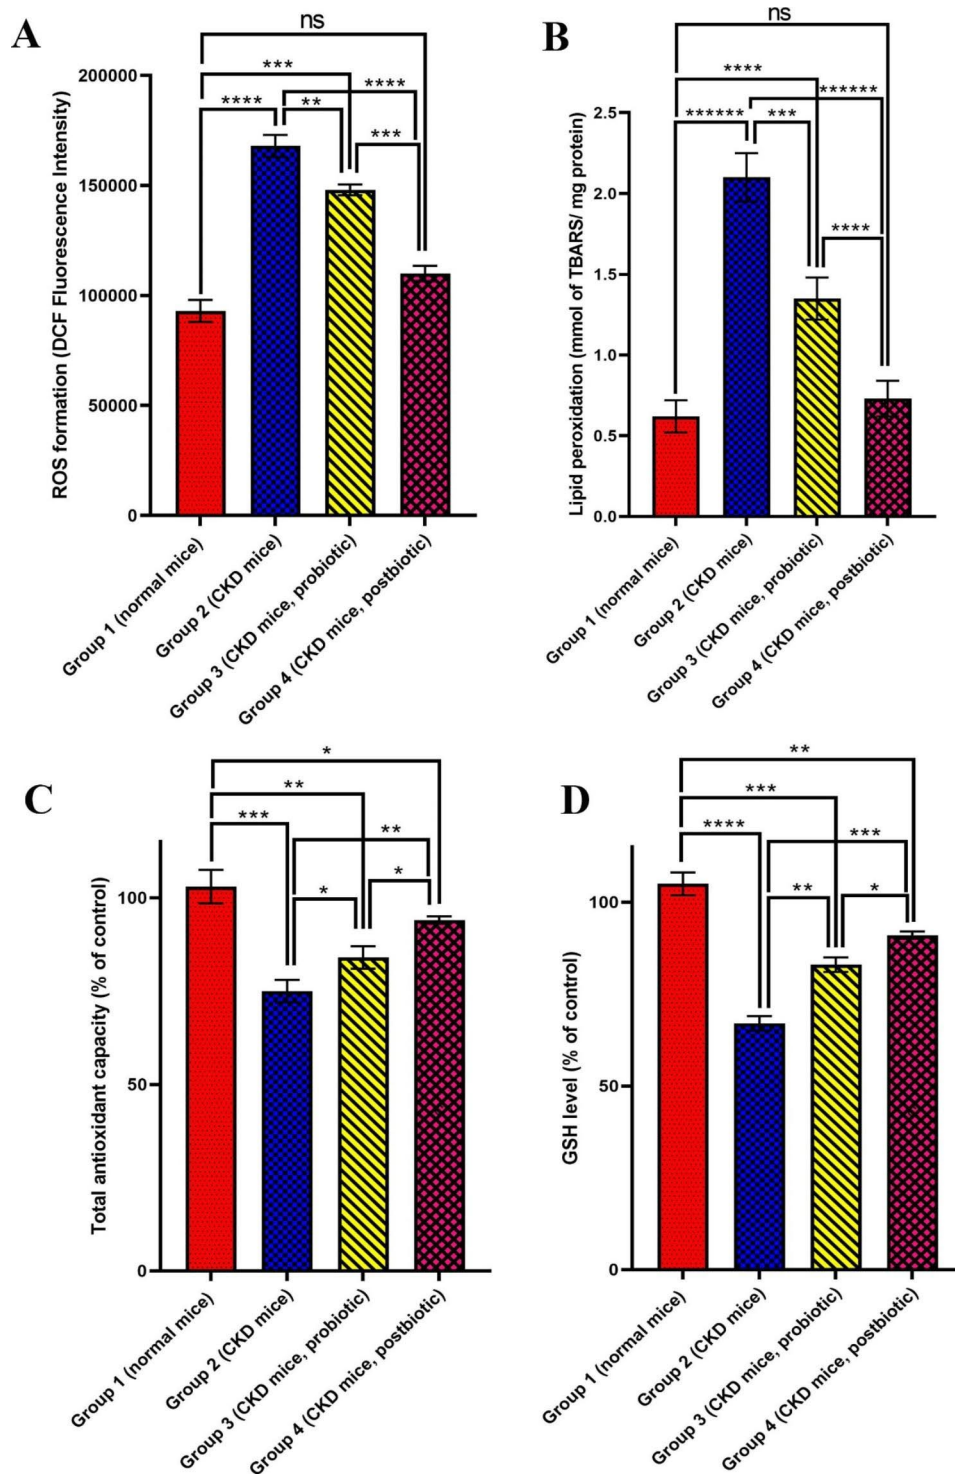 A
ns
***
****
**
****
***
ROS formation (DCF Fluorescence Intensity)
200000
150000
100000
50000
0
Group 1 (normal mice)
Group 2 (CKD mice)
Group 3 (CKD mice, probiotic)
Group 4 (CKD mice, postbiotic)
B
ns
****
******
******
***
****
Lipid peroxidation (mmol of TBARS/ mg protein)
2.5
2.0
1.5
1.0
0.5
0.0
Group 1 (normal mice)
Group 2 (CKD mice)
Group 3 (CKD mice, probiotic)
Group 4 (CKD mice, postbiotic)
C
*
**
***
**
*
*
Total antioxidant capacity (% of control)
100
50
0
Group 1 (normal mice)
Group 2 (CKD mice)
Group 3 (CKD mice, probiotic)
Group 4 (CKD mice, postbiotic)
D
**
***
****
***
**
*
GSH level (% of control)
100
50
0
Group 1 (normal mice)
Group 2 (CKD mice)
Group 3 (CKD mice, probiotic)
Group 4 (CKD mice, postbiotic)